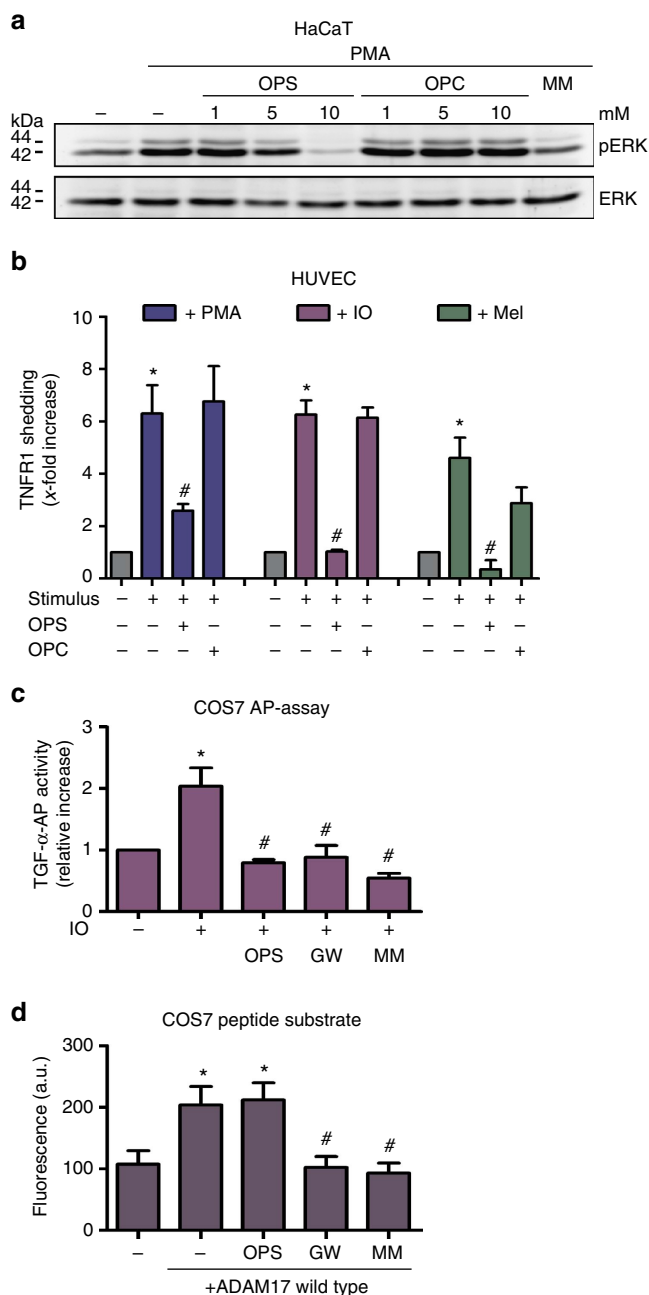 a
HaCaT
PMA
OPS OPC MM
kDa – – 1 5 10 1 5 10 mM
44
42
pERK
44
42
ERK
b
HUVEC
+ PMA + IO + Mel
TNFR1 shedding
(x-fold increase)
10
8
6
4
2
0
* # * # * #
Stimulus – + + + – + + + – + + +
OPS – – + – – – + – – – + –
OPC – – – + – – – + – – – +
c
COS7 AP-assay
TGF-α-AP activity
(relative increase)
3
2
1
0
* # # #
IO – + + + +
OPS GW MM
d
COS7 peptide substrate
Fluorescence (a.u.)
300
200
100
0
* * # #
– – OPS GW MM
+ADAM17 wild type